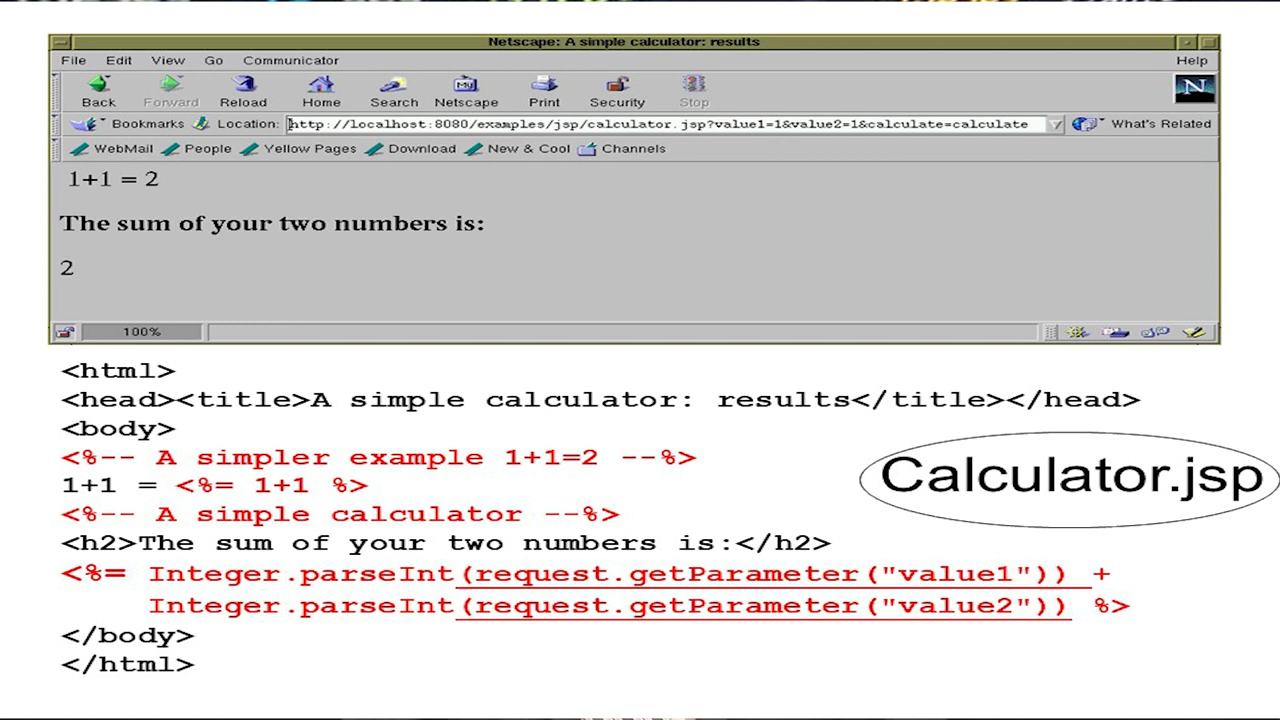 Netscape: A simple calculator: results
File Edit View Go Communicator Help
Back Forward Reload Home Search Netscape Print Security Stop
My
N
Bookmarks Location: http://localhost:8080/examples/jsp/calculator.jsp?value1=1&value2=1&calculate=calculate What's Related
WebMail People Yellow Pages Download New & Cool Channels
1+1 = 2
The sum of your two numbers is:
2
100%
<html>
<head><title>A simple calculator: results</title></head>
<body>
<%-- A simpler example 1+1=2 --%>
1+1 = <%= 1+1 %>
<%-- A simple calculator --%>
Calculator.jsp
<h2>The sum of your two numbers is:</h2>
<%= Integer.parseInt(request.getParameter("value1")) +
Integer.parseInt(request.getParameter("value2")) %>
</body>
</html>